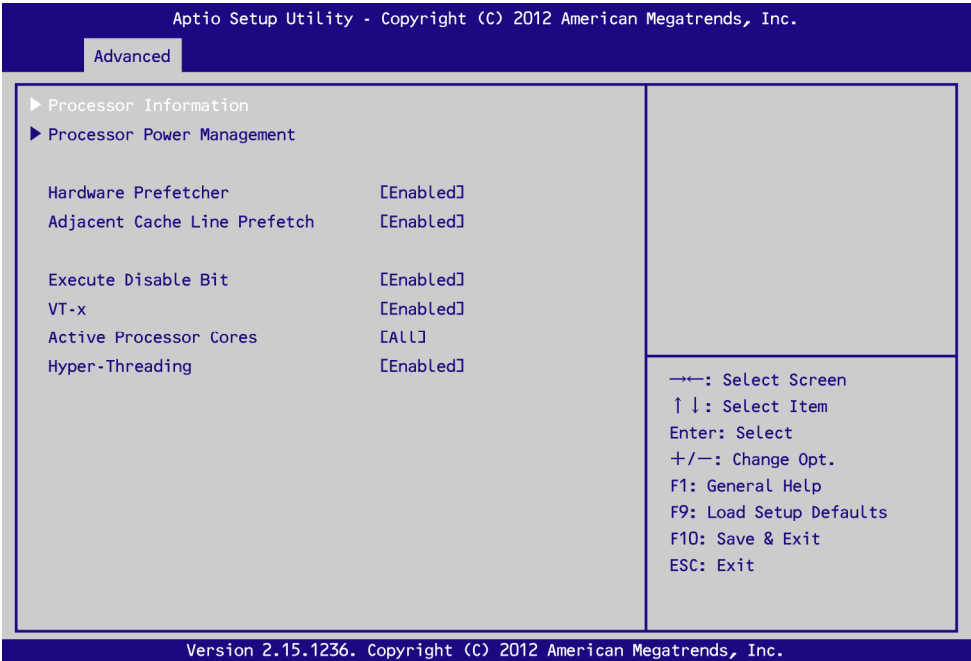 Aptio Setup Utility - Copyright (C) 2012 American Megatrends, Inc.
Advanced
Processor Information
Processor Power Management
Hardware Prefetcher [Enabled]
Adjacent Cache Line Prefetch [Enabled]
Execute Disable Bit [Enabled]
VT-x [Enabled]
Active Processor Cores [All]
Hyper-Threading [Enabled]
→←: Select Screen
↑↓: Select Item
Enter: Select
+/-: Change Opt.
F1: General Help
F9: Load Setup Defaults
F10: Save & Exit
ESC: Exit
Version 2.15.1236. Copyright (C) 2012 American Megatrends, Inc.